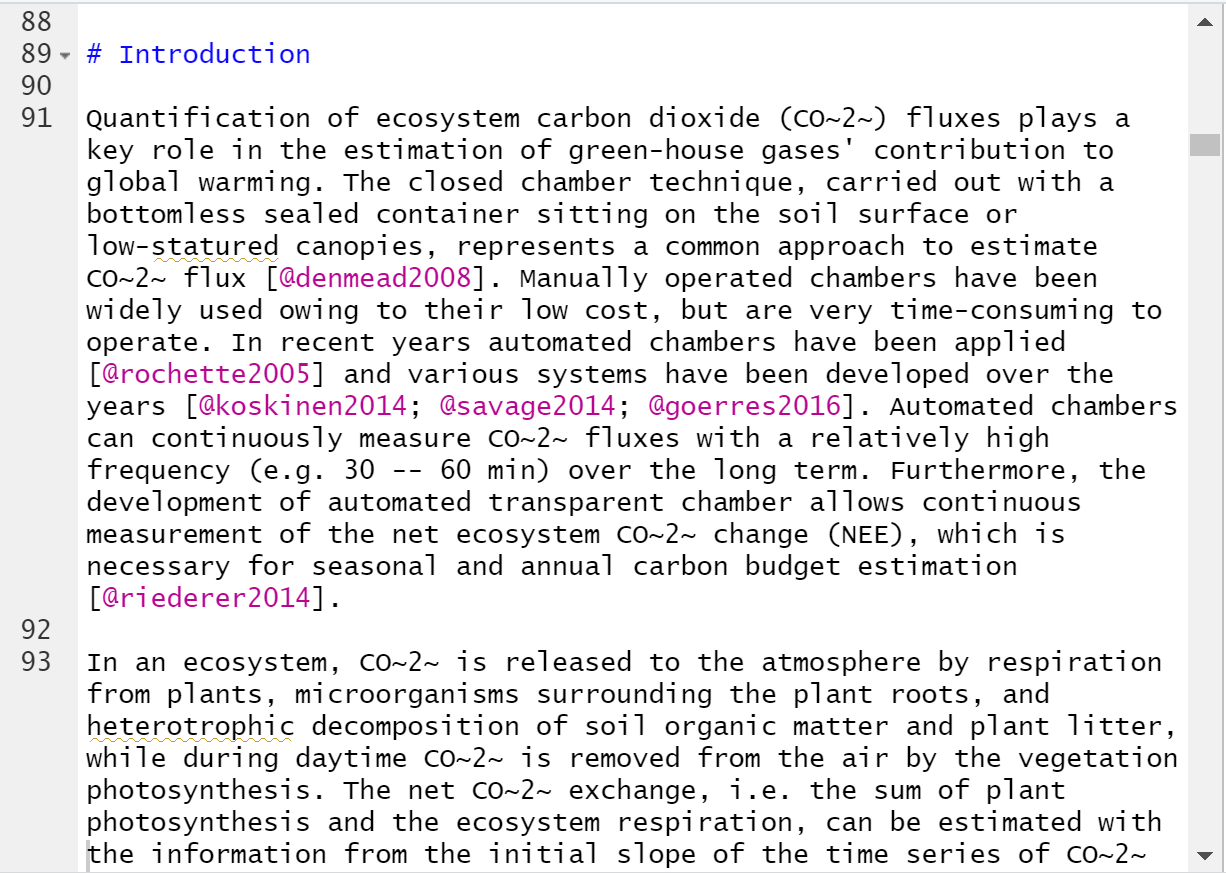 88
89 # Introduction
90
91 Quantification of ecosystem carbon dioxide (CO~2~) fluxes plays a
key role in the estimation of green-house gases' contribution to
global warming. The closed chamber technique, carried out with a
bottomless sealed container sitting on the soil surface or
low-statured canopies, represents a common approach to estimate
CO~2~ flux [@denmead2008]. Manually operated chambers have been
widely used owing to their low cost, but are very time-consuming to
operate. In recent years automated chambers have been applied
[@rochette2005] and various systems have been developed over the
years [@koskinen2014; @savage2014; @goerres2016]. Automated chambers
can continuously measure CO~2~ fluxes with a relatively high
frequency (e.g. 30 -- 60 min) over the long term. Furthermore, the
development of automated transparent chamber allows continuous
measurement of the net ecosystem CO~2~ change (NEE), which is
necessary for seasonal and annual carbon budget estimation
[@riederer2014].
92
93 In an ecosystem, CO~2~ is released to the atmosphere by respiration
from plants, microorganisms surrounding the plant roots, and
heterotrophic decomposition of soil organic matter and plant litter,
while during daytime CO~2~ is removed from the air by the vegetation
photosynthesis. The net CO~2~ exchange, i.e. the sum of plant
photosynthesis and the ecosystem respiration, can be estimated with
the information from the initial slope of the time series of CO~2~